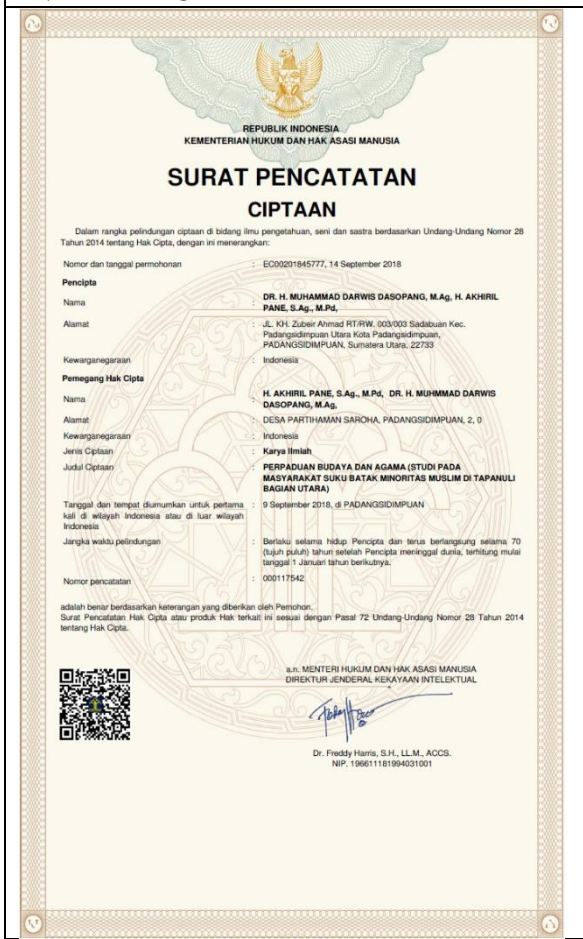 REPUBLIK INDONESIA
KEMENTERIAN HUKUM DAN HAK ASASI MANUSIA
SURAT PENCATATAN
CIPTAAN
Dalam rangka pelindungan ciptaan di bidang ilmu pengetahuan, seni dan sastra berdasarkan Undang-Undang Nomor 28
Tahun 2014 tentang Hak Cipta, dengan ini menerangkan:
Nomor dan tanggal permohonan : EC00201845777, 14 September 2018
Pencipta
Nama : DR. H. MUHAMMAD DARWIS DASOPANG, M.Ag, H. AKHIRIL
PANE, S.Ag., M.Pd,
Alamat : JL. KH. Zubeir Ahmad RT/RW. 003/003 Sadabuan Kec.
Padangsidimpuan Utara Kota Padangsidimpuan,
PADANGSIDIMPUAN, Sumatera Utara, 22733
Kewarganegaraan : Indonesia
Pemegang Hak Cipta
Nama : H. AKHIRIL PANE, S.Ag., M.Pd, DR. H. MUHMMAD DARWIS
DASOPANG, M.Ag,
Alamat : DESA PARTIHAMAN SAROHA, PADANGSIDIMPUAN, 2, 0
Kewarganegaraan : Indonesia
Jenis Ciptaan : Karya Ilmiah
Judul Ciptaan : PERPADUAN BUDAYA DAN AGAMA (STUDI PADA
MASYARAKAT SUKU BATAK MINORITAS MUSLIM DI TAPANULI
BAGIAN UTARA)
Tanggal dan tempat diumumkan untuk pertama : 9 September 2018, di PADANGSIDIMPUAN
kali di wilayah Indonesia atau di luar wilayah
Indonesia
Jangka waktu pelindungan : Berlaku selama hidup Pencipta dan terus berlangsung selama 70
(tujuh puluh) tahun setelah Pencipta meninggal dunia, terhitung mulai
tanggal 1 Januari tahun berikutnya.
Nomor pencatatan : 000117542
adalah benar berdasarkan keterangan yang diberikan oleh Pemohon.
Surat Pencatatan Hak Cipta atau produk Hak terkait ini sesuai dengan Pasal 72 Undang-Undang Nomor 28 Tahun 2014
tentang Hak Cipta.
a.n. MENTERI HUKUM DAN HAK ASASI MANUSIA
DIREKTUR JENDERAL KEKAYAAN INTELEKTUAL
Dr. Freddy Harris, S.H., LL.M., ACCS.
NIP. 196611181994031001